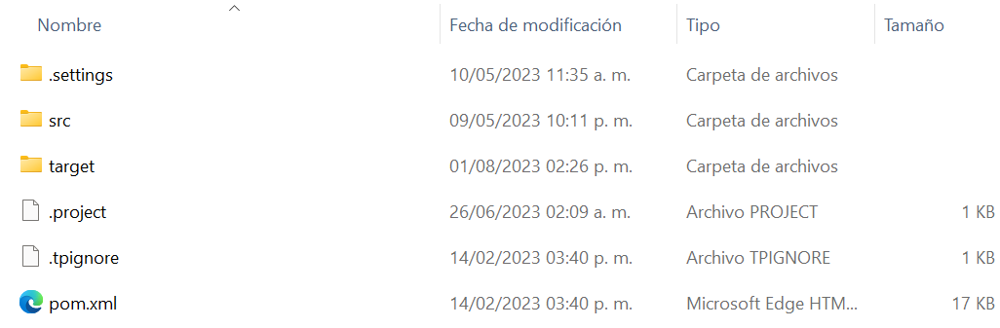 Nombre Fecha de modificación Tipo Tamaño
.settings 10/05/2023 11:35 a. m. Carpeta de archivos
src 09/05/2023 10:11 p. m. Carpeta de archivos
target 01/08/2023 02:26 p. m. Carpeta de archivos
.project 26/06/2023 02:09 a. m. Archivo PROJECT 1 KB
.tpignore 14/02/2023 03:40 p. m. Archivo TPIGNORE 1 KB
pom.xml 14/02/2023 03:40 p. m. Microsoft Edge HTM... 17 KB